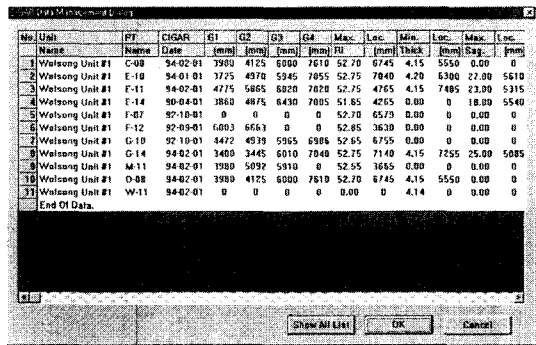 CIGAR Data Management Dialog
No. Unit PT CIGAR G1 G2 G3 G4 Max. Loc. Min. Loc. Max. Loc.
Name Name Date [mm] [mm] [mm] [mm] RI [mm] Thick [mm] Sag. [mm]
1 Wolsong Unit #1 C-08 94-02-01 3980 4125 6000 7610 52.70 6745 4.15 5550 0.00 0
2 Wolsong Unit #1 E-10 94-01-01 3725 4970 5945 7055 52.75 7040 4.20 6300 27.00 5610
3 Wolsong Unit #1 E-11 94-02-01 4775 5865 6820 7020 52.75 4765 4.15 7485 23.00 5315
4 Wolsong Unit #1 E-14 90-04-01 3860 4875 6430 7005 51.65 4265 0.00 0 18.00 5540
5 Wolsong Unit #1 F-07 92-10-01 0 0 0 0 52.70 6579 0.00 0 0.00 0
6 Wolsong Unit #1 F-12 92-09-01 6003 6663 0 0 52.85 3630 0.00 0 0.00 0
7 Wolsong Unit #1 G-10 92-10-01 4472 4939 5965 6986 52.65 6755 0.00 0 0.00 0
8 Wolsong Unit #1 G-14 94-02-01 3400 3445 6010 7040 52.75 7140 4.15 7255 25.00 5085
9 Wolsong Unit #1 M-11 94-02-01 3980 5092 5910 0 52.55 3665 0.00 0 0.00 0
10 Wolsong Unit #1 O-08 94-02-01 3980 4125 6000 7610 52.70 6745 4.15 5550 0.00 0
11 Wolsong Unit #1 W-11 94-02-01 0 0 0 0 0.00 0 4.14 0 0.00 0
End Of Data.
Show All List OK Cancel